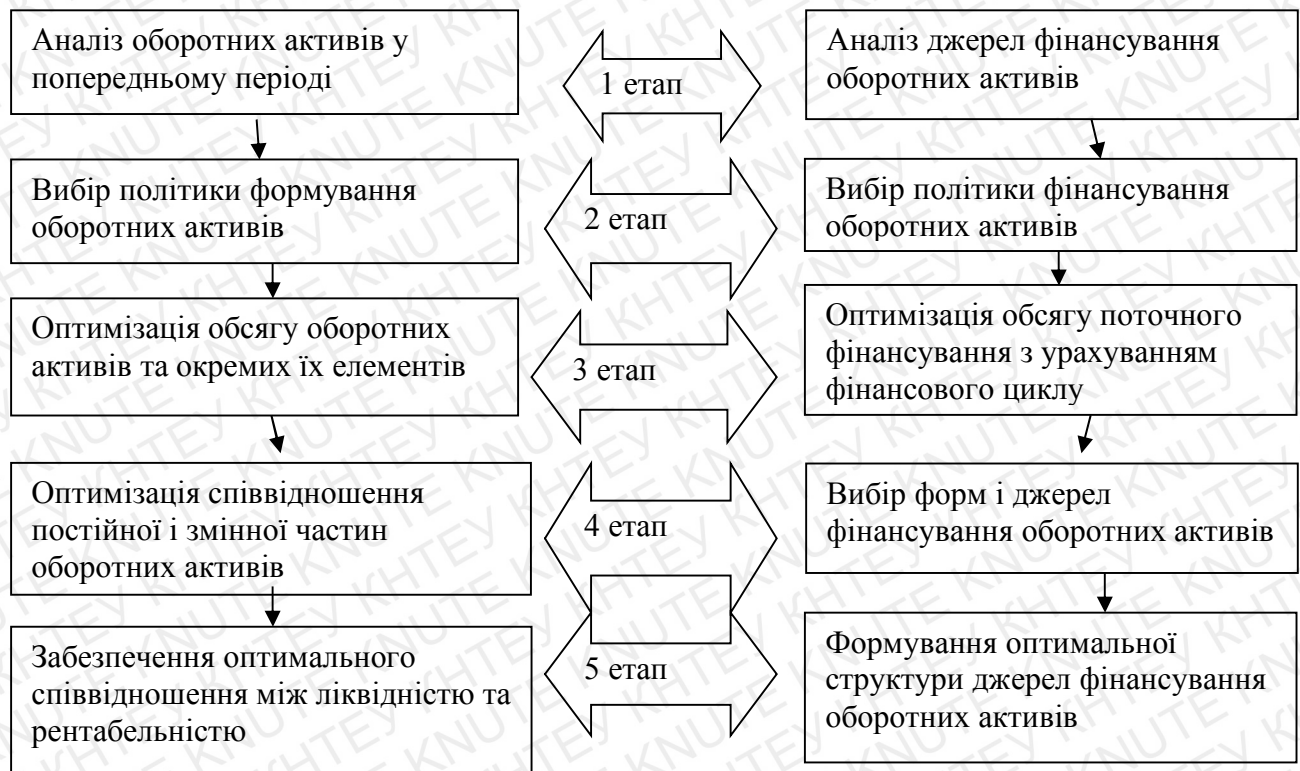 Аналіз оборотних активів у
попередньому періоді
1 етап
Аналіз джерел фінансування
оборотних активів
Вибір політики формування
оборотних активів
2 етап
Вибір політики фінансування
оборотних активів
Оптимізація обсягу оборотних
активів та окремих їх елементів
3 етап
Оптимізація обсягу поточного
фінансування з урахуванням
фінансового циклу
Оптимізація співвідношення
постійної і змінної частин
оборотних активів
4 етап
Вибір форм і джерел
фінансування оборотних активів
Забезпечення оптимального
співвідношення між ліквідністю та
рентабельністю
5 етап
Формування оптимальної
структури джерел фінансування
оборотних активів